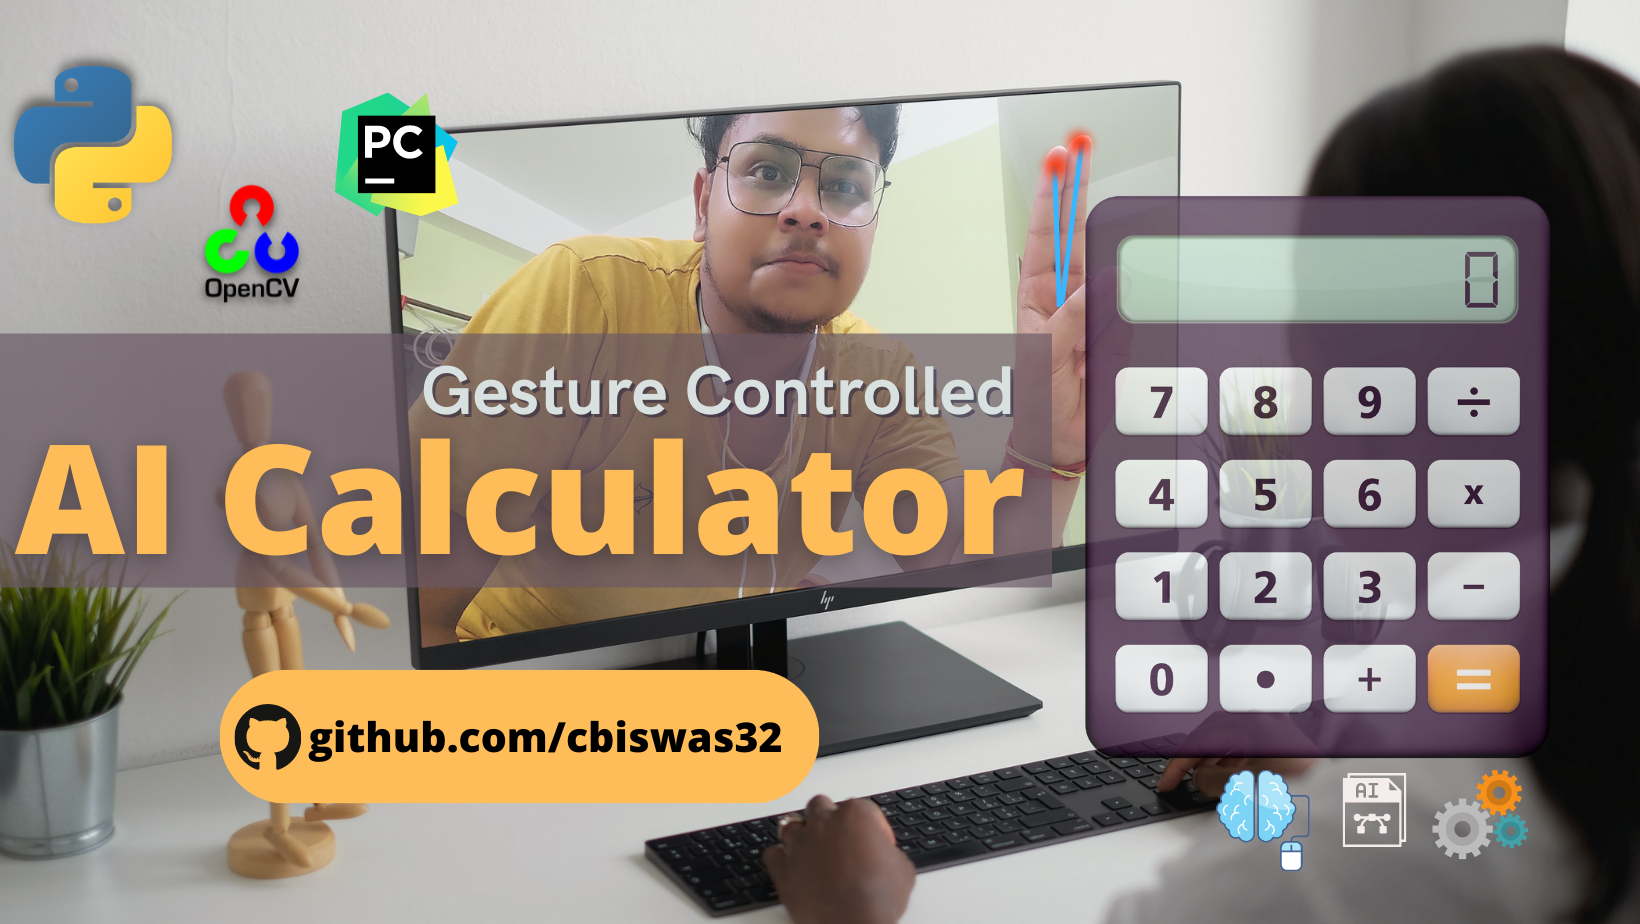 PC
OpenCV
Gesture Controlled
AI Calculator
github.com/cbiswas32
hp
0
7 8 9 ÷
4 5 6 x
1 2 3 −
0 • + =
AI